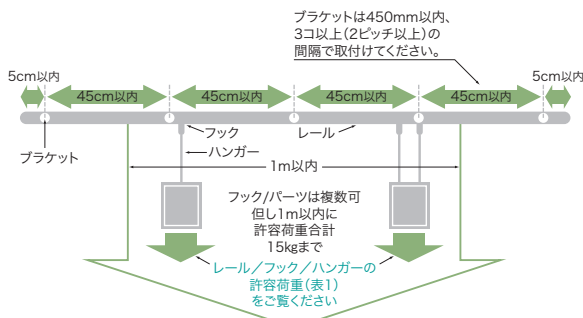 ブラケットは450mm以内、
3コ以上(2ピッチ以上)の
間隔で取付けてください。
5cm以内
45cm以内
45cm以内
45cm以内
45cm以内
5cm以内
フック
レール
ブラケット
ハンガー
1m以内
フック/パーツは複数可
但し1m以内に
許容荷重合計
15kgまで
レール/フック/ハンガーの
許容荷重(表1)
をご覧ください